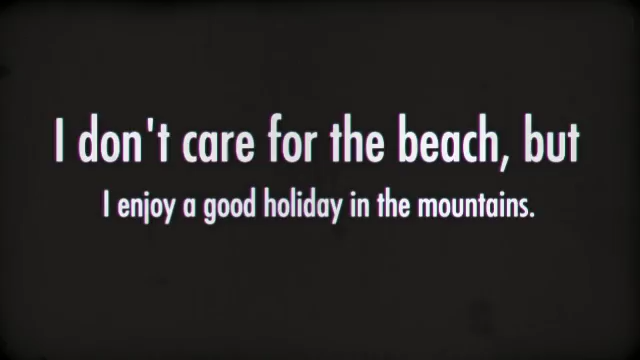 I don't care for the beach, but
I enjoy a good holiday in the mountains.